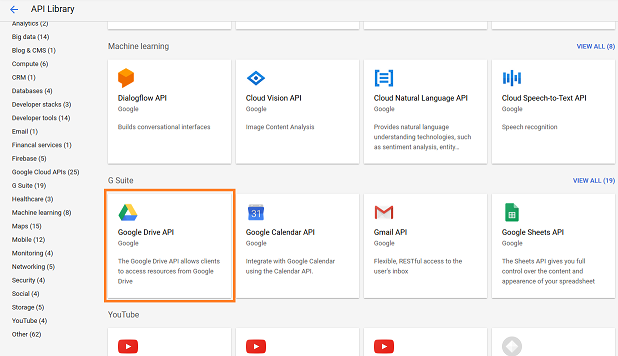 API Library
Analytics (2)
Big data (14)
Blog & CMS (1)
Compute (6)
CRM (1)
Databases (4)
Developer stacks (3)
Developer tools (14)
Email (1)
Financal services (1)
Firebase (5)
Google Cloud APIs (25)
G Suite (19)
Healthcare (3)
Machine learning (8)
Maps (15)
Mobile (12)
Monitoring (4)
Networking (5)
Security (4)
Social (4)
Storage (5)
YouTube (4)
Other (62)
Machine learning
VIEW ALL (8)
Dialogflow API
Google
Builds conversational interfaces
Cloud Vision API
Google
Image Content Analysis
Cloud Natural Language API
Google
Provides natural language
understanding technologies, such
as sentiment analysis, entity...
Cloud Speech-to-Text API
Google
Speech recognition
G Suite
VIEW ALL (19)
Google Drive API
Google
The Google Drive API allows clients
to access resources from Google
Drive
31
Google Calendar API
Google
Integrate with Google Calendar
using the Calendar API.
Gmail API
Google
Flexible, RESTful access to the
user's inbox
Google Sheets API
Google
The Sheets API gives you full
control over the content and
appearance of your spreadsheet
YouTube